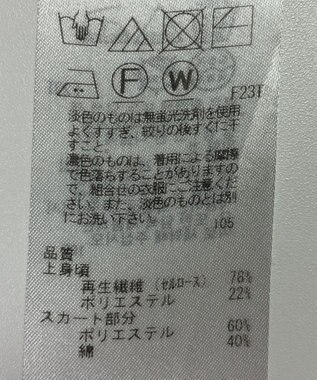 F W F23F
淡色のものは無蛍光洗剤を使用
よくすすぎ、絞りの後すぐに干
すこと
濃色のものは、着用による摩擦
で色落ちすることがありますの
で、組合せの衣服にご注意くだ
さい。また、淡色のものとは別
にお洗い下さい。
105
品質
上身頃
再生繊維(セルロース) 78%
ポリエステル 22%
スカート部分
ポリエステル 60%
綿 40%